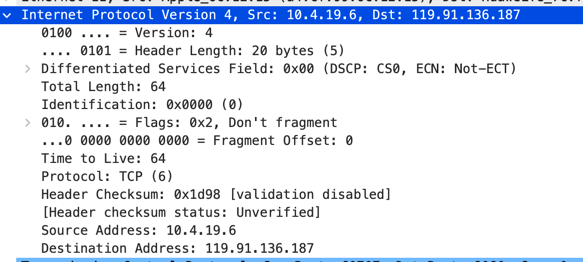 Internet Protocol Version 4, Src: 10.4.19.6, Dst: 119.91.136.187
0100 .... = Version: 4
.... 0101 = Header Length: 20 bytes (5)
Differentiated Services Field: 0x00 (DSCP: CS0, ECN: Not-ECT)
Total Length: 64
Identification: 0x0000 (0)
010. .... = Flags: 0x2, Don't fragment
...0 0000 0000 0000 = Fragment Offset: 0
Time to Live: 64
Protocol: TCP (6)
Header Checksum: 0x1d98 [validation disabled]
[Header checksum status: Unverified]
Source Address: 10.4.19.6
Destination Address: 119.91.136.187